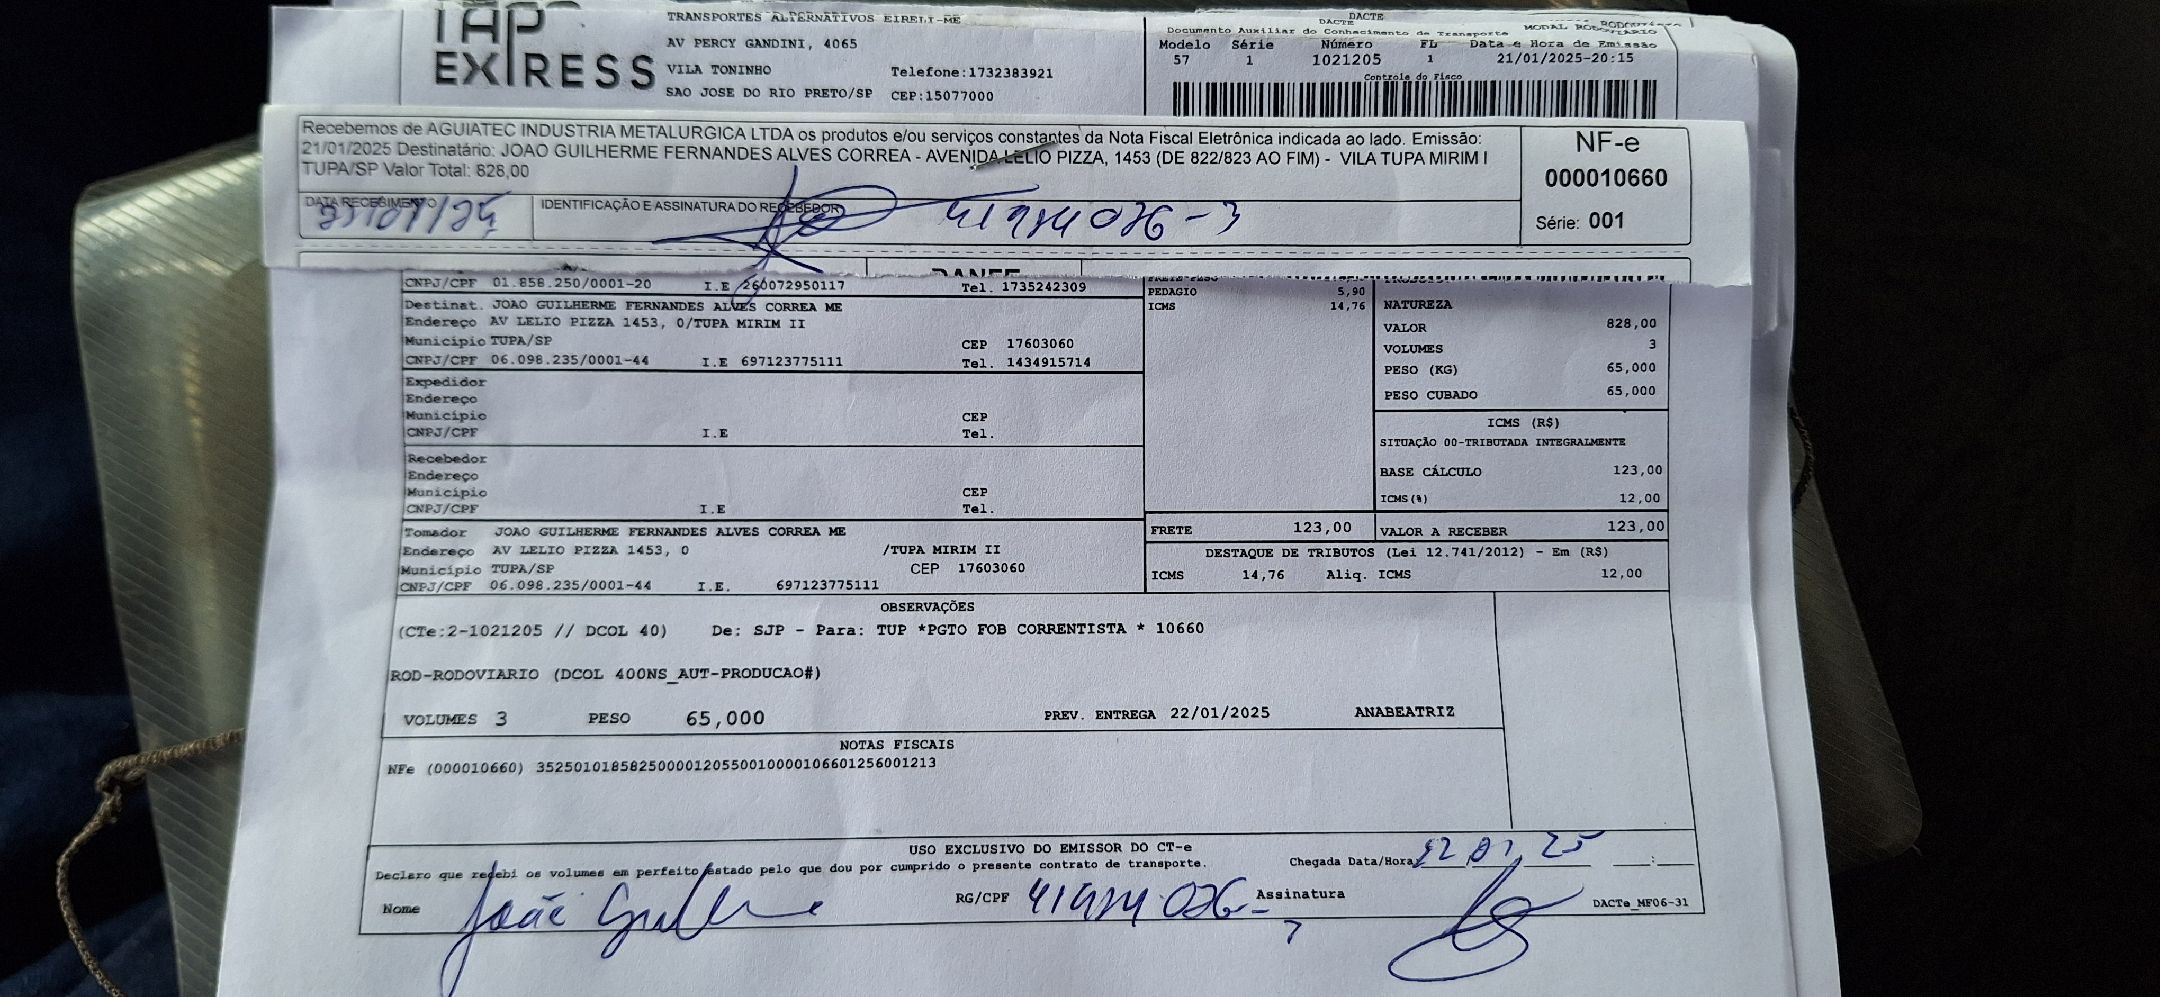 TAP
EXPRESS
TRANSPORTES ALTERNATIVOS EIRELI-ME
AV PERCY GANDINI, 4065
VILA TONINHO Telefone:1732383921
SAO JOSE DO RIO PRETO/SP CEP:15077000
DACTE
DACTE
Documento Auxiliar do Conhecimento de Transporte MODAL RODOVIÁRIO
Modelo Série Número FL Data e Hora de Emissão
57 1 1021205 1 21/01/2025-20:15
Controle do Fisco
Recebemos de AGUIATEC INDUSTRIA METALURGICA LTDA os produtos e/ou serviços constantes da Nota Fiscal Eletrônica indicada ao lado. Emissão:
21/01/2025 Destinatário: JOAO GUILHERME FERNANDES ALVES CORREA - AVENIDA LELIO PIZZA, 1453 (DE 822/823 AO FIM) - VILA TUPA MIRIM I
TUPA/SP Valor Total: 828,00
NF-e
000010660
Série: 001
DATA RECEBIMENTO IDENTIFICAÇÃO E ASSINATURA DO RECEBEDOR
DANFE
CNPJ/CPF 01.858.250/0001-20 I.E 260072950117 Tel. 1735242309
Destinat. JOAO GUILHERME FERNANDES ALVES CORREA ME
Endereço AV LELIO PIZZA 1453, 0/TUPA MIRIM II
Município TUPA/SP CEP 17603060
CNPJ/CPF 06.098.235/0001-44 I.E 697123775111 Tel. 1434915714
Expedidor
Endereço
Município CEP
CNPJ/CPF I.E Tel.
Recebedor
Endereço
Município CEP
CNPJ/CPF I.E Tel.
Tomador JOAO GUILHERME FERNANDES ALVES CORREA ME
Endereço AV LELIO PIZZA 1453, 0 /TUPA MIRIM II
Município TUPA/SP CEP 17603060
CNPJ/CPF 06.098.235/0001-44 I.E. 697123775111
FRETE-PESO
PEDAGIO 5,90
ICMS 14,76
NATUREZA
VALOR 828,00
VOLUMES 3
PESO (KG) 65,000
PESO CUBADO 65,000
ICMS (R$)
SITUAÇÃO 00-TRIBUTADA INTEGRALMENTE
BASE CÁLCULO 123,00
ICMS(%) 12,00
FRETE 123,00 VALOR A RECEBER 123,00
DESTAQUE DE TRIBUTOS (Lei 12.741/2012) - Em (R$)
ICMS 14,76 Aliq. ICMS 12,00
OBSERVAÇÕES
(CTe:2-1021205 // DCOL 40) De: SJP - Para: TUP *PGTO FOB CORRENTISTA * 10660
ROD-RODOVIARIO (DCOL 400NS_AUT-PRODUCAO#)
VOLUMES 3 PESO 65,000 PREV. ENTREGA 22/01/2025 ANABEATRIZ
NOTAS FISCAIS
NFe (000010660) 35250101858250000120550010000106601256001213
USO EXCLUSIVO DO EMISSOR DO CT-e
Declaro que recebi os volumes em perfeito estado pelo que dou por cumprido o presente contrato de transporte. Chegada Data/Hora
Nome João Guilherme RG/CPF Assinatura DACTe_MF06-31